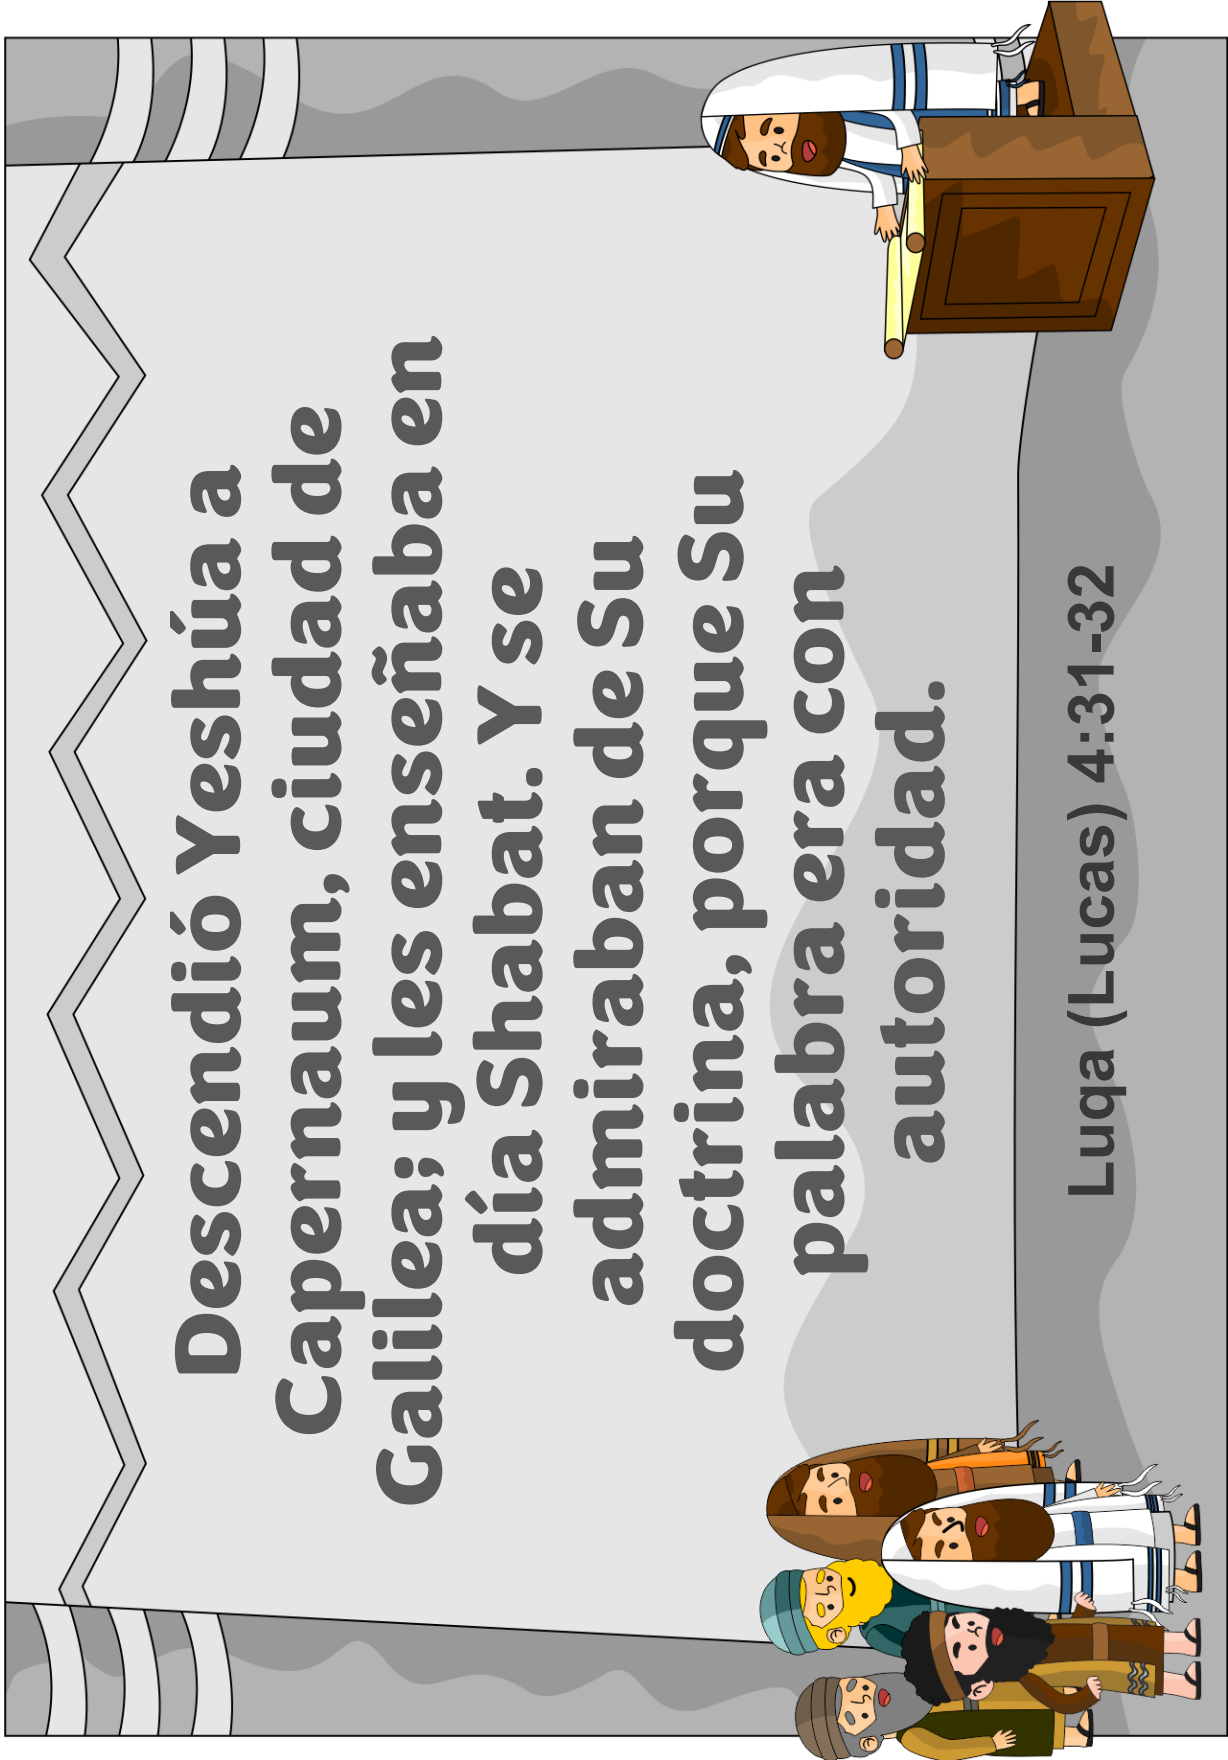 Descendió Yeshúa a
Capernaum, ciudad de
Galilea; y les enseñaba en
día Shabat. Y se
admiraban de Su
doctrina, porque Su
palabra era con
autoridad.
Luqa (Lucas) 4:31-32